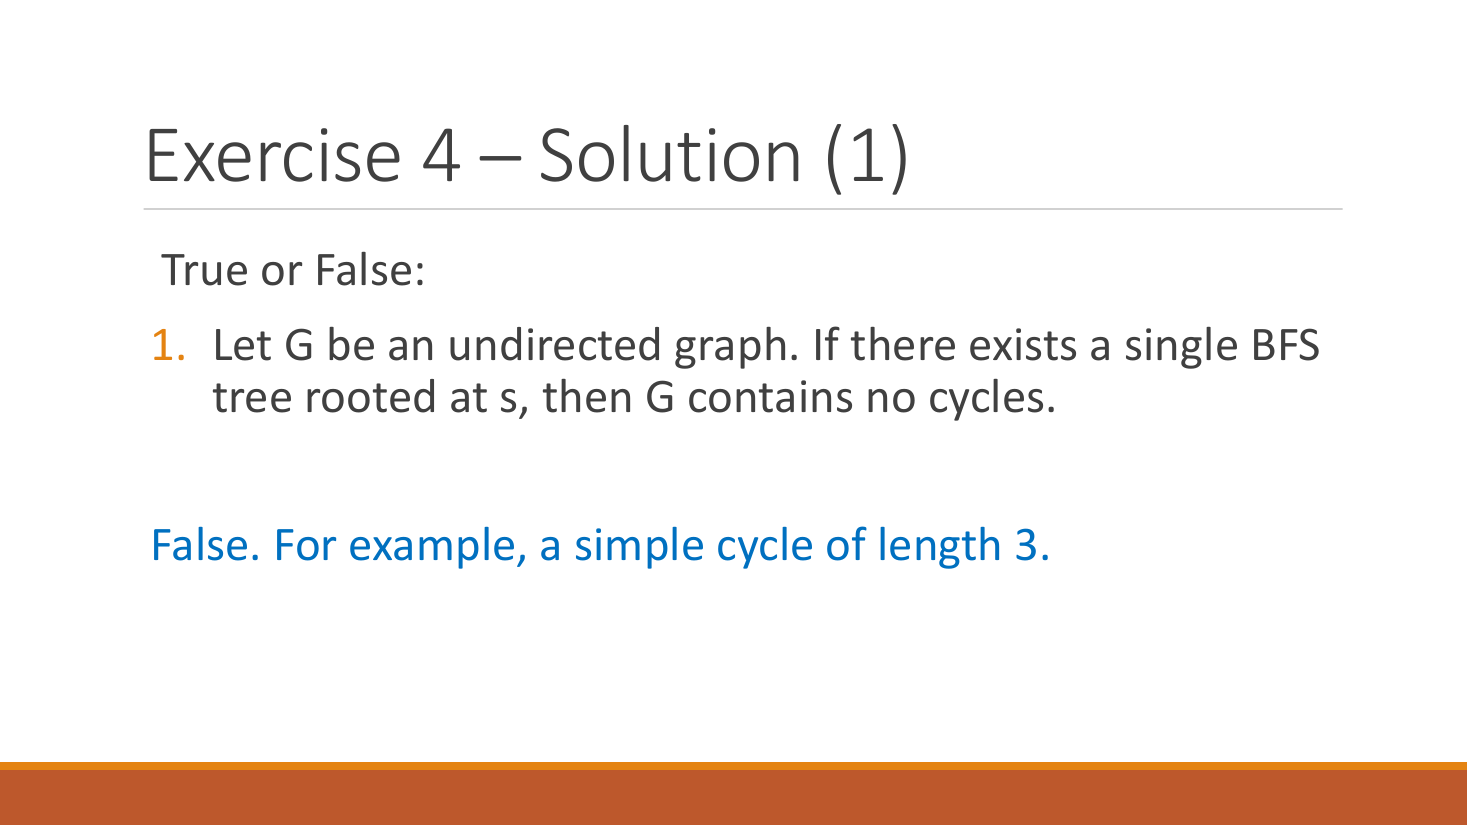 Exercise 4 – Solution (1)
True or False:
1. Let G be an undirected graph. If there exists a single BFS
tree rooted at s, then G contains no cycles.
False. For example, a simple cycle of length 3.